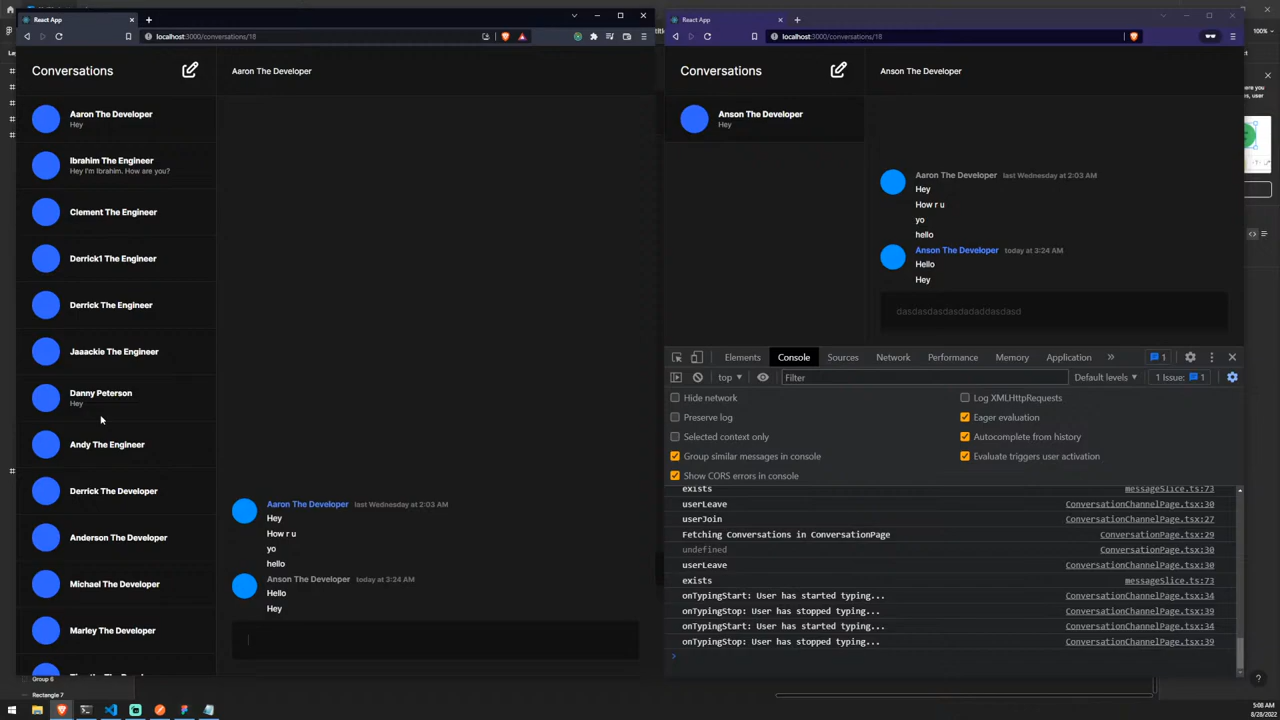 React App
localhost:3000/conversations/18
Conversations
Aaron The Developer
Aaron The Developer
Hey
Ibrahim The Engineer
Hey I'm Ibrahim. How are you?
Clement The Engineer
Derrick1 The Engineer
Derrick The Engineer
Jaaackie The Engineer
Danny Peterson
Hey
Andy The Engineer
Derrick The Developer
Anderson The Developer
Michael The Developer
Marley The Developer
Aaron The Developer last Wednesday at 2:03 AM
Hey
How r u
yo
hello
Anson The Developer today at 3:24 AM
Hello
Hey
React App
localhost:3000/conversations/18
Conversations
Anson The Developer
Anson The Developer
Hey
Aaron The Developer last Wednesday at 2:03 AM
Hey
How r u
yo
hello
Anson The Developer today at 3:24 AM
Hello
Hey
dasdasdasdasdadaddasdasd
Elements Console Sources Network Performance Memory Application » 1
top Filter Default levels 1 Issue: 1
Hide network Log XMLHttpRequests
Preserve log Eager evaluation
Selected context only Autocomplete from history
Group similar messages in console Evaluate triggers user activation
Show CORS errors in console
exists messageSlice.ts:73
userLeave ConversationChannelPage.tsx:30
userJoin ConversationChannelPage.tsx:27
Fetching Conversations in ConversationPage ConversationPage.tsx:29
undefined ConversationPage.tsx:30
userLeave ConversationChannelPage.tsx:30
exists messageSlice.ts:73
onTypingStart: User has started typing... ConversationChannelPage.tsx:34
onTypingStop: User has stopped typing... ConversationChannelPage.tsx:39
onTypingStart: User has started typing... ConversationChannelPage.tsx:34
onTypingStop: User has stopped typing... ConversationChannelPage.tsx:39
100%
Group 6
Rectangle 7
5:08 AM
8/28/2022